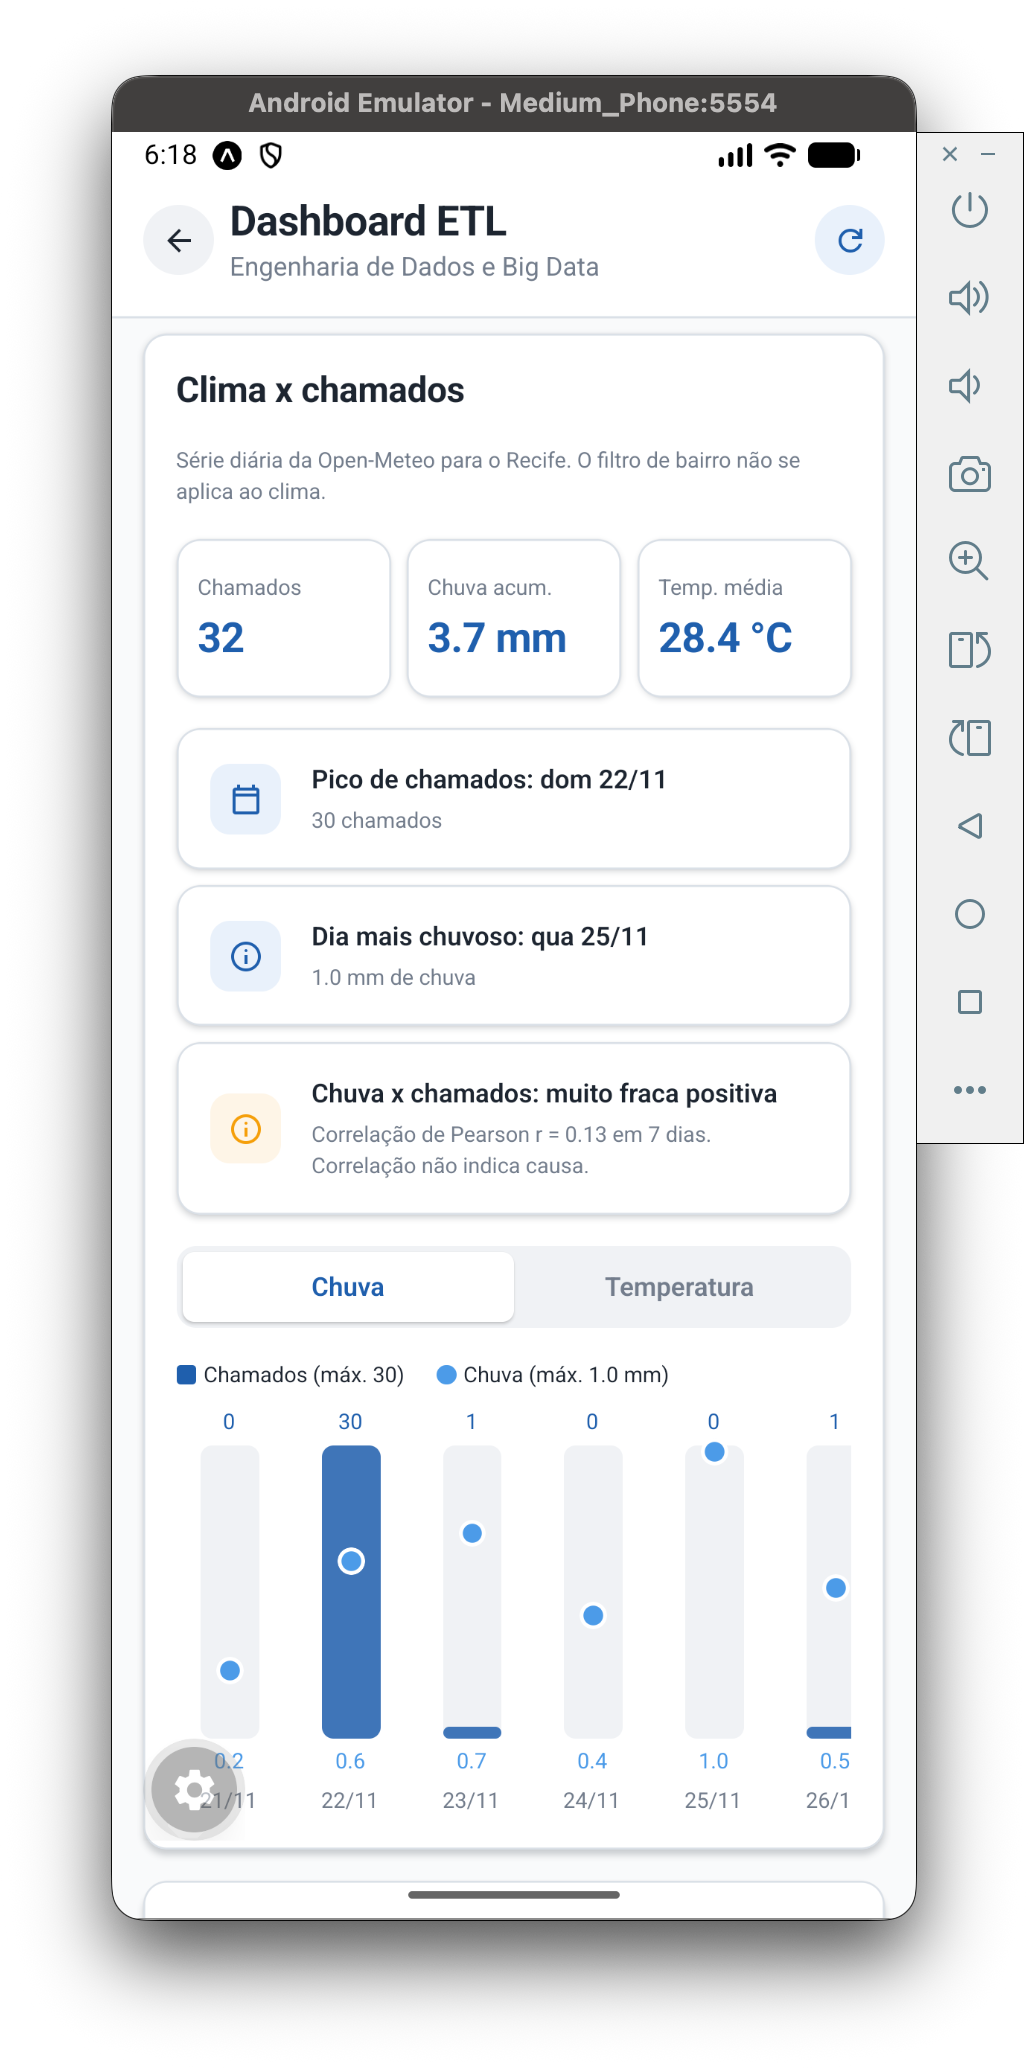 Android Emulator - Medium_Phone:5554
6:18
Dashboard ETL
Engenharia de Dados e Big Data
Clima x chamados
Série diária da Open-Meteo para o Recife. O filtro de bairro não se
aplica ao clima.
Chamados
32
Chuva acum.
3.7 mm
Temp. média
28.4 °C
Pico de chamados: dom 22/11
30 chamados
Dia mais chuvoso: qua 25/11
1.0 mm de chuva
Chuva x chamados: muito fraca positiva
Correlação de Pearson r = 0.13 em 7 dias.
Correlação não indica causa.
Chuva
Temperatura
Chamados (máx. 30)
Chuva (máx. 1.0 mm)
0 30 1 0 0 1
0.2 0.6 0.7 0.4 1.0 0.5
21/11 22/11 23/11 24/11 25/11 26/1